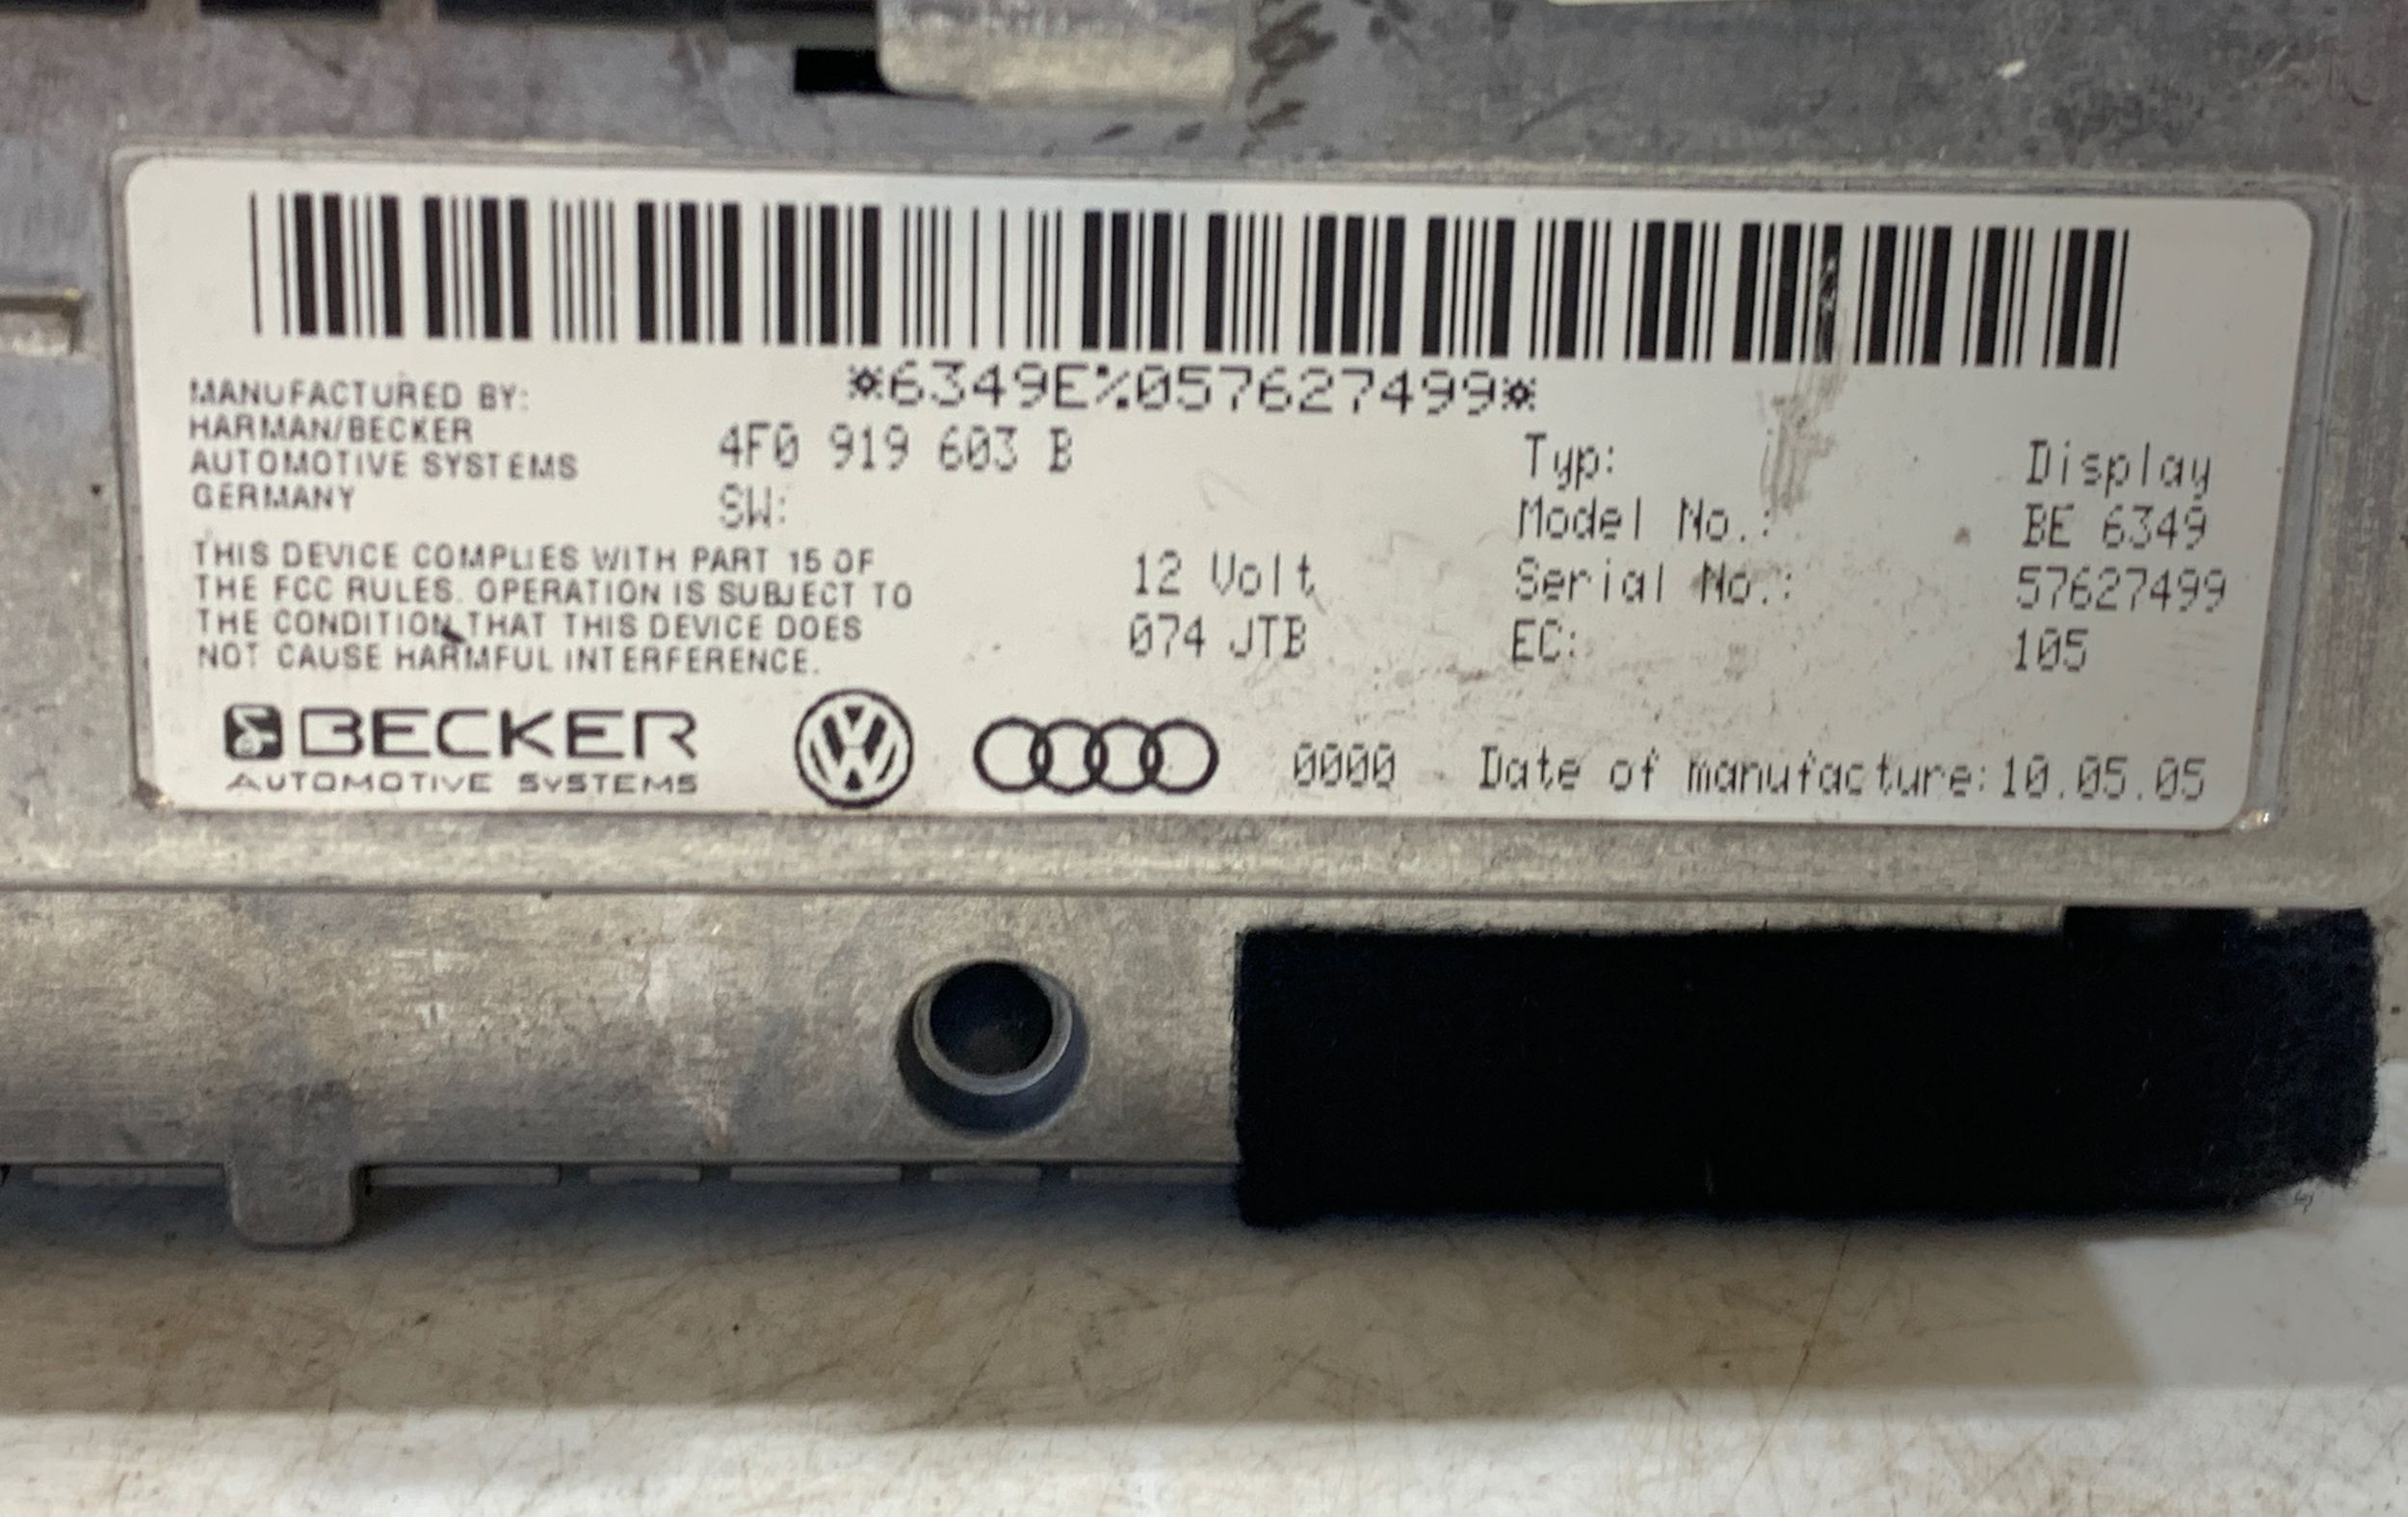 *6349E%057627499*
MANUFACTURED BY:
HARMAN/BECKER
AUTOMOTIVE SYSTEMS
GERMANY
4F0 919 603 B
SW:
Typ: Display
Model No.: BE 6349
Serial No.: 57627499
EC: 105
THIS DEVICE COMPLIES WITH PART 15 OF
THE FCC RULES. OPERATION IS SUBJECT TO
THE CONDITION THAT THIS DEVICE DOES
NOT CAUSE HARMFUL INTERFERENCE.
12 Volt
074 JTB
BECKER
AUTOMOTIVE SYSTEMS
0000 Date of manufacture:10.05.05